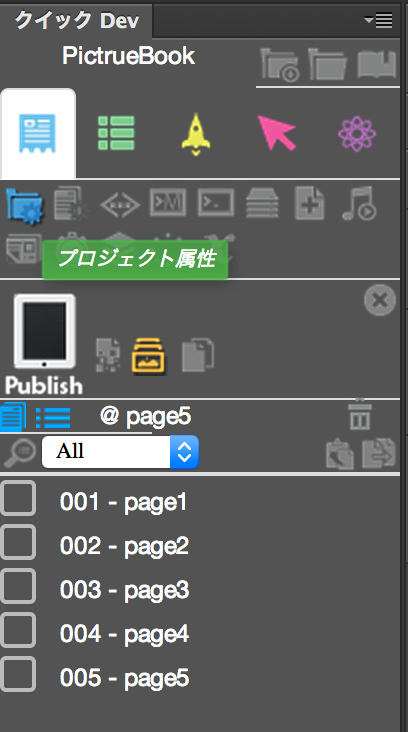 クイック Dev
PictrueBook
プロジェクト属性
Publish
@ page5
All
001 - page1
002 - page2
003 - page3
004 - page4
005 - page5